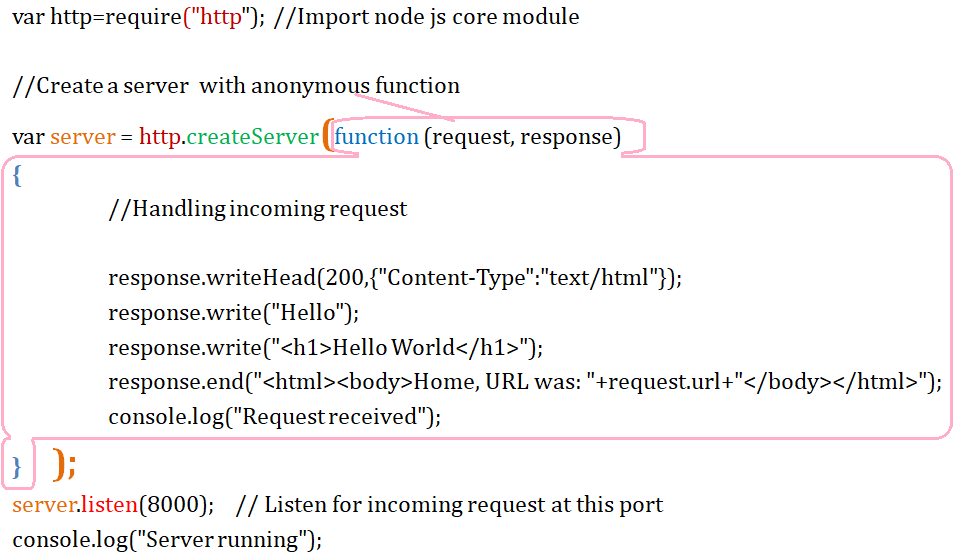 var http=require("http"); //Import node js core module
//Create a server with anonymous function
var server = http.createServer (function (request, response)
{
//Handling incoming request
response.writeHead(200,{"Content-Type":"text/html"});
response.write("Hello");
response.write("<h1>Hello World</h1>");
response.end("<html><body>Home, URL was: "+request.url+"</body></html>");
console.log("Request received");
} );
server.listen(8000); // Listen for incoming request at this port
console.log("Server running");